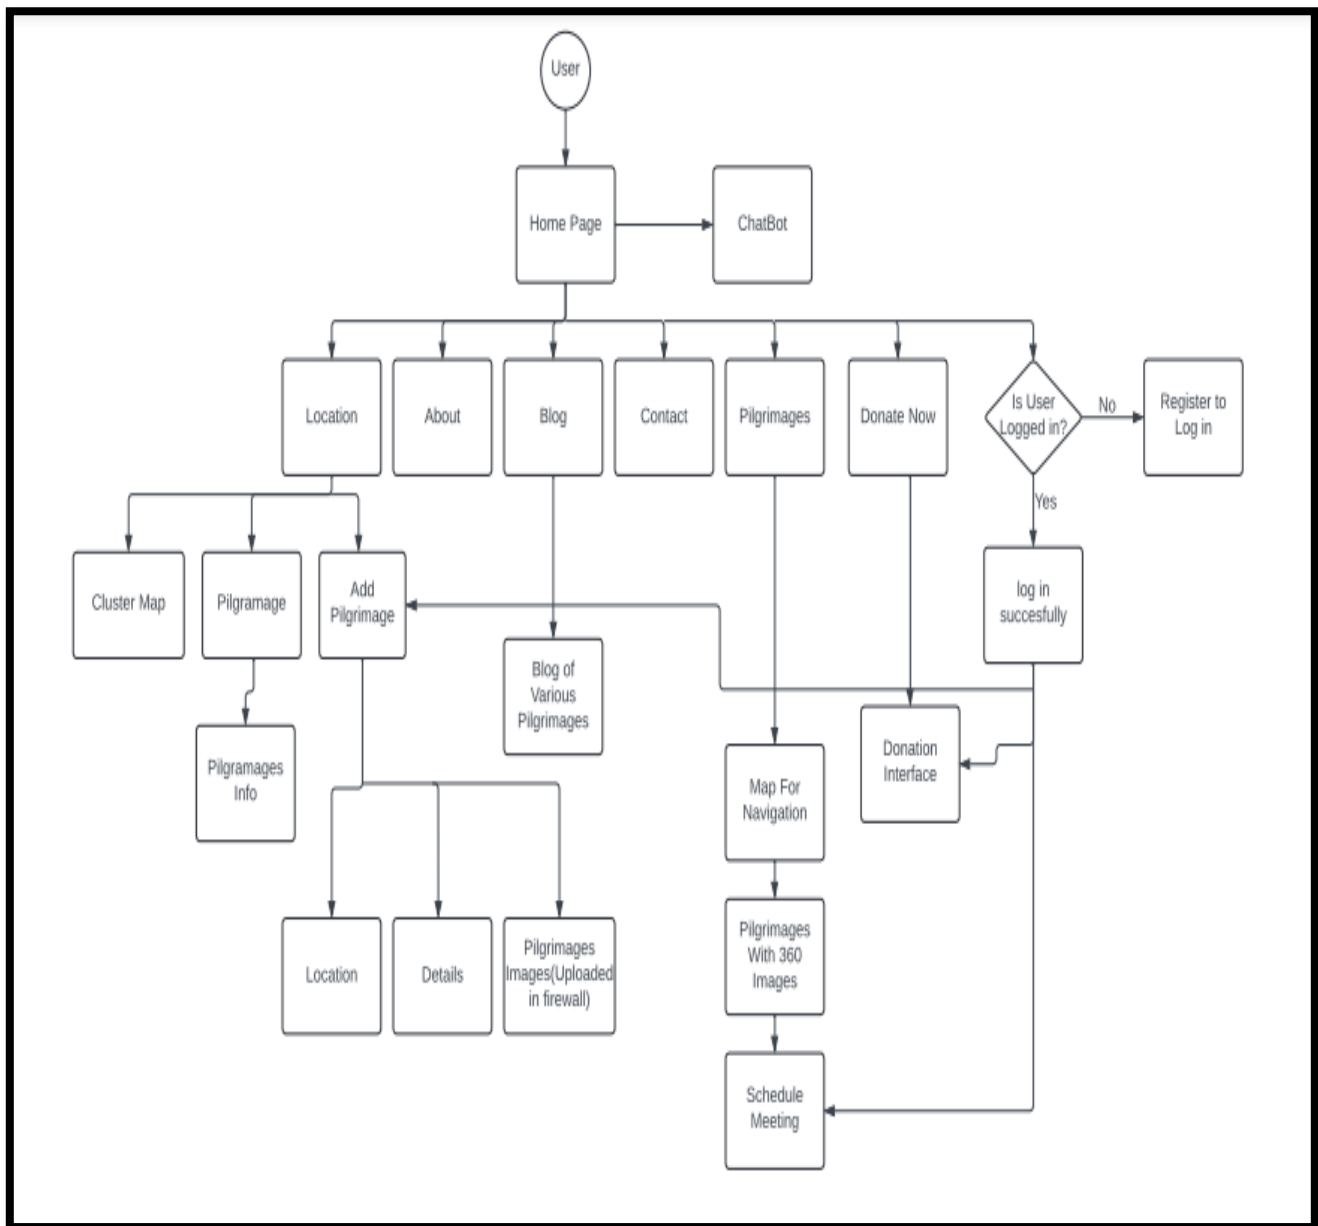 User
Home Page
ChatBot
Location
About
Blog
Contact
Pilgrimages
Donate Now
Is User
Logged in?
No
Register to
Log in
Yes
Cluster Map
Pilgramage
Add
Pilgrimage
log in
succesfully
Blog of
Various
Pilgrimages
Pilgramages
Info
Donation
Interface
Map For
Navigation
Pilgrimages
With 360
Images
Location
Details
Pilgrimages
Images(Uploaded
in firewall)
Schedule
Meeting